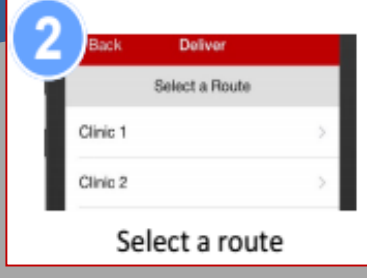 2
Back Deliver
Select a Route
Clinic 1
Clinic 2
Select a route